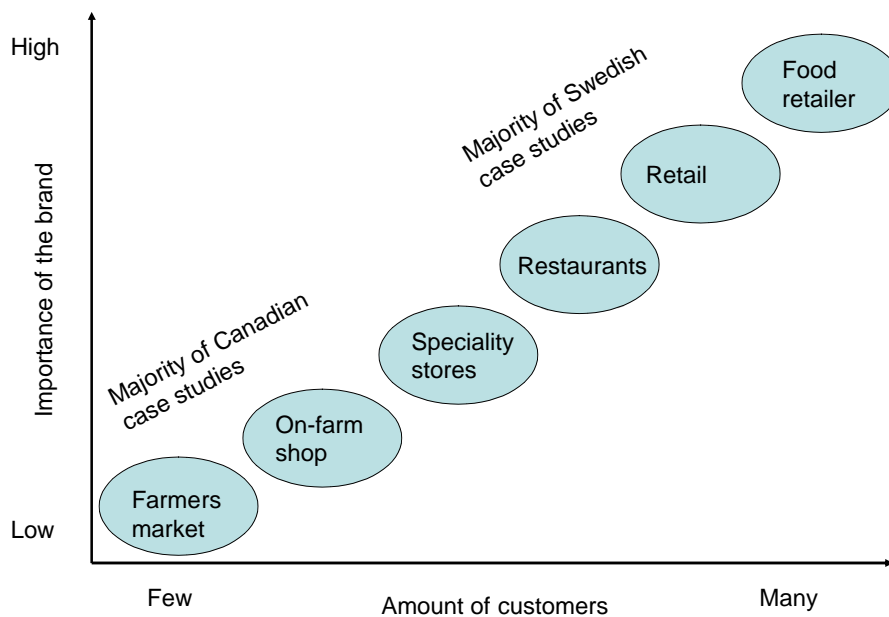 High
Food
retailer
Majority of Swedish
case studies
Retail
Importance of the brand
Restaurants
Majority of Canadian
case studies
Speciality
stores
On-farm
shop
Farmers
market
Low
Few
Amount of customers
Many